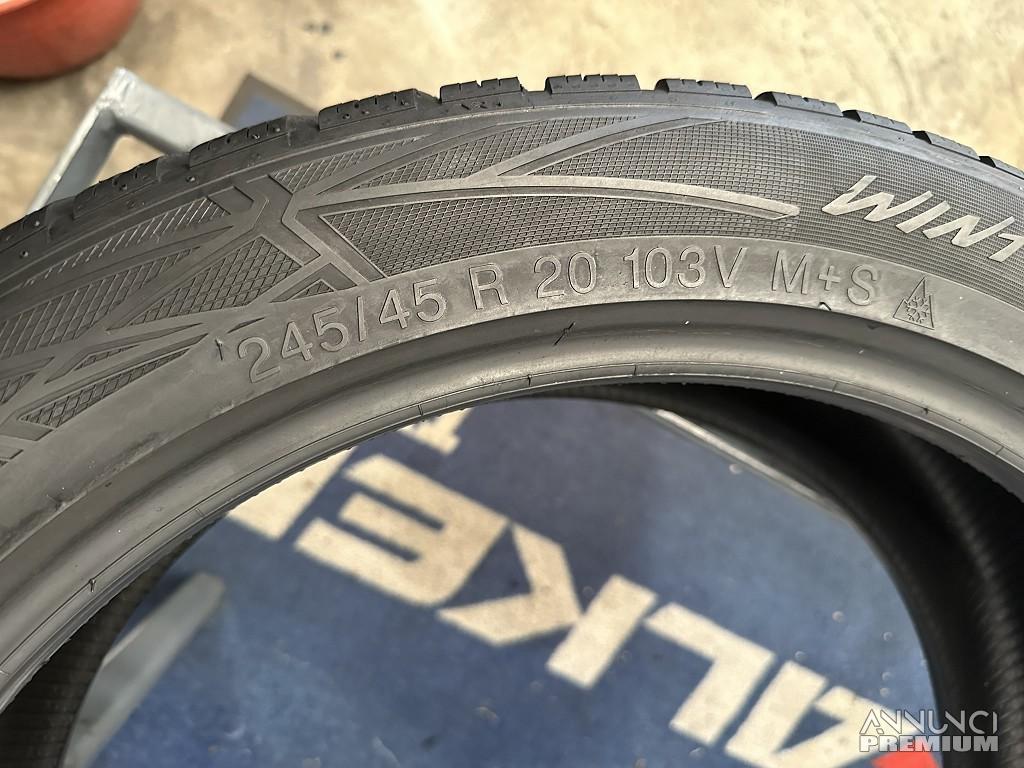 WINT
245/45 R 20 103V M+S
ANNUNCI
PREMIUM